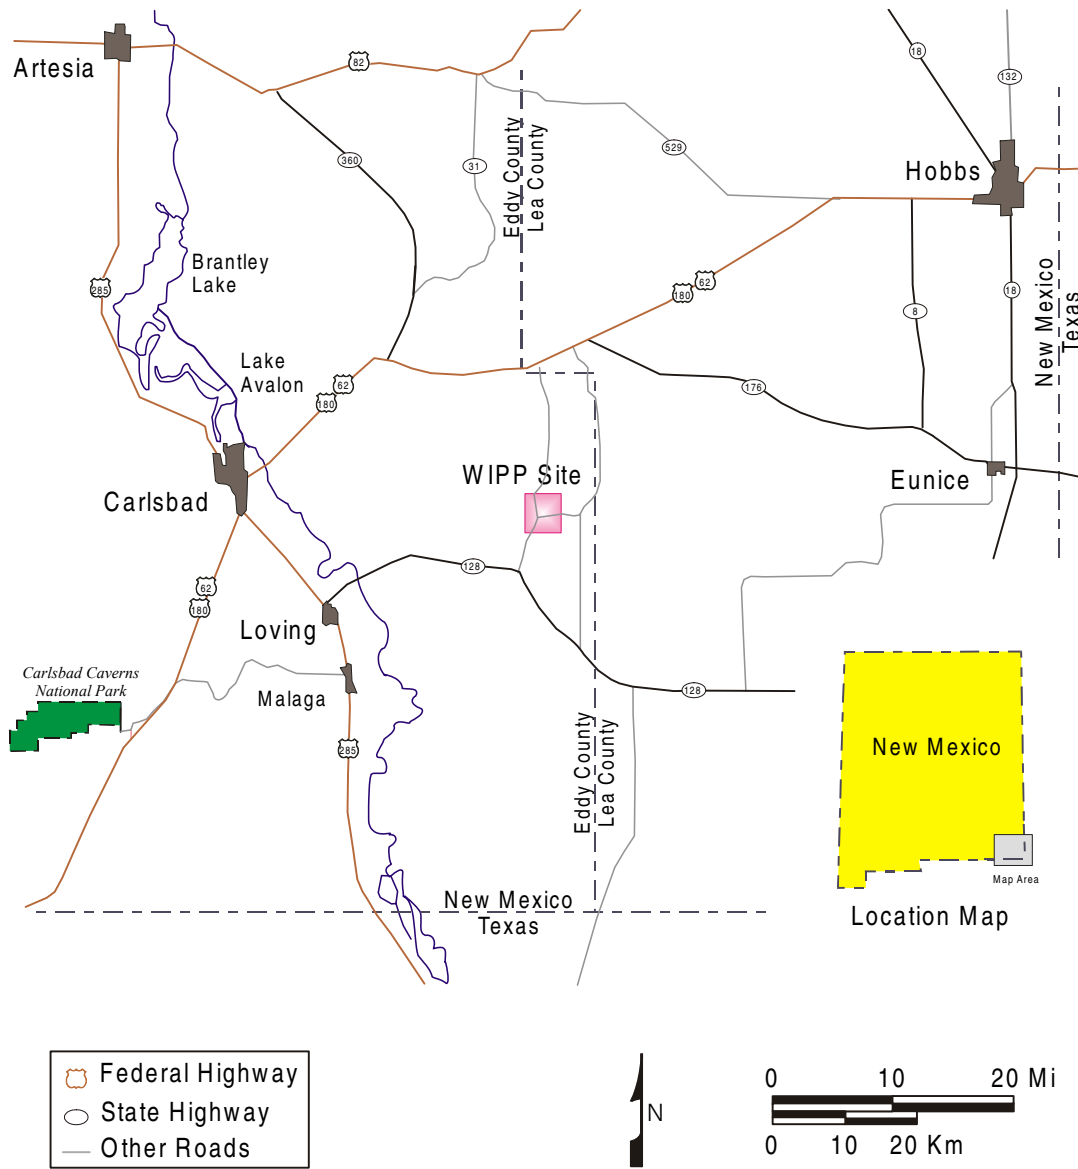 82
18
132
Artesia
360
31
529
Eddy County
Lea County
Hobbs
Brantley
Lake
285
62
180
18
8
New Mexico
Texas
Lake
Avalon
62
180
176
WIPP Site
Carlsbad
Eunice
128
62
180
Loving
Carlsbad Caverns
National Park
Malaga
128
285
Eddy County
Lea County
New Mexico
Map Area
New Mexico
Texas
Location Map
Federal Highway
State Highway
Other Roads
N
0 10 20 Mi
0 10 20 Km